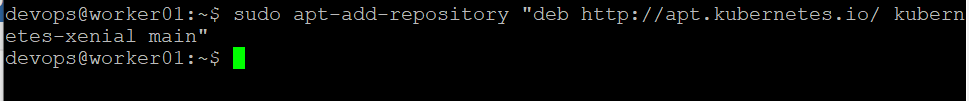 devops@worker01:~$ sudo apt-add-repository "deb http://apt.kubernetes.io/ kubern
etes-xenial main"
devops@worker01:~$